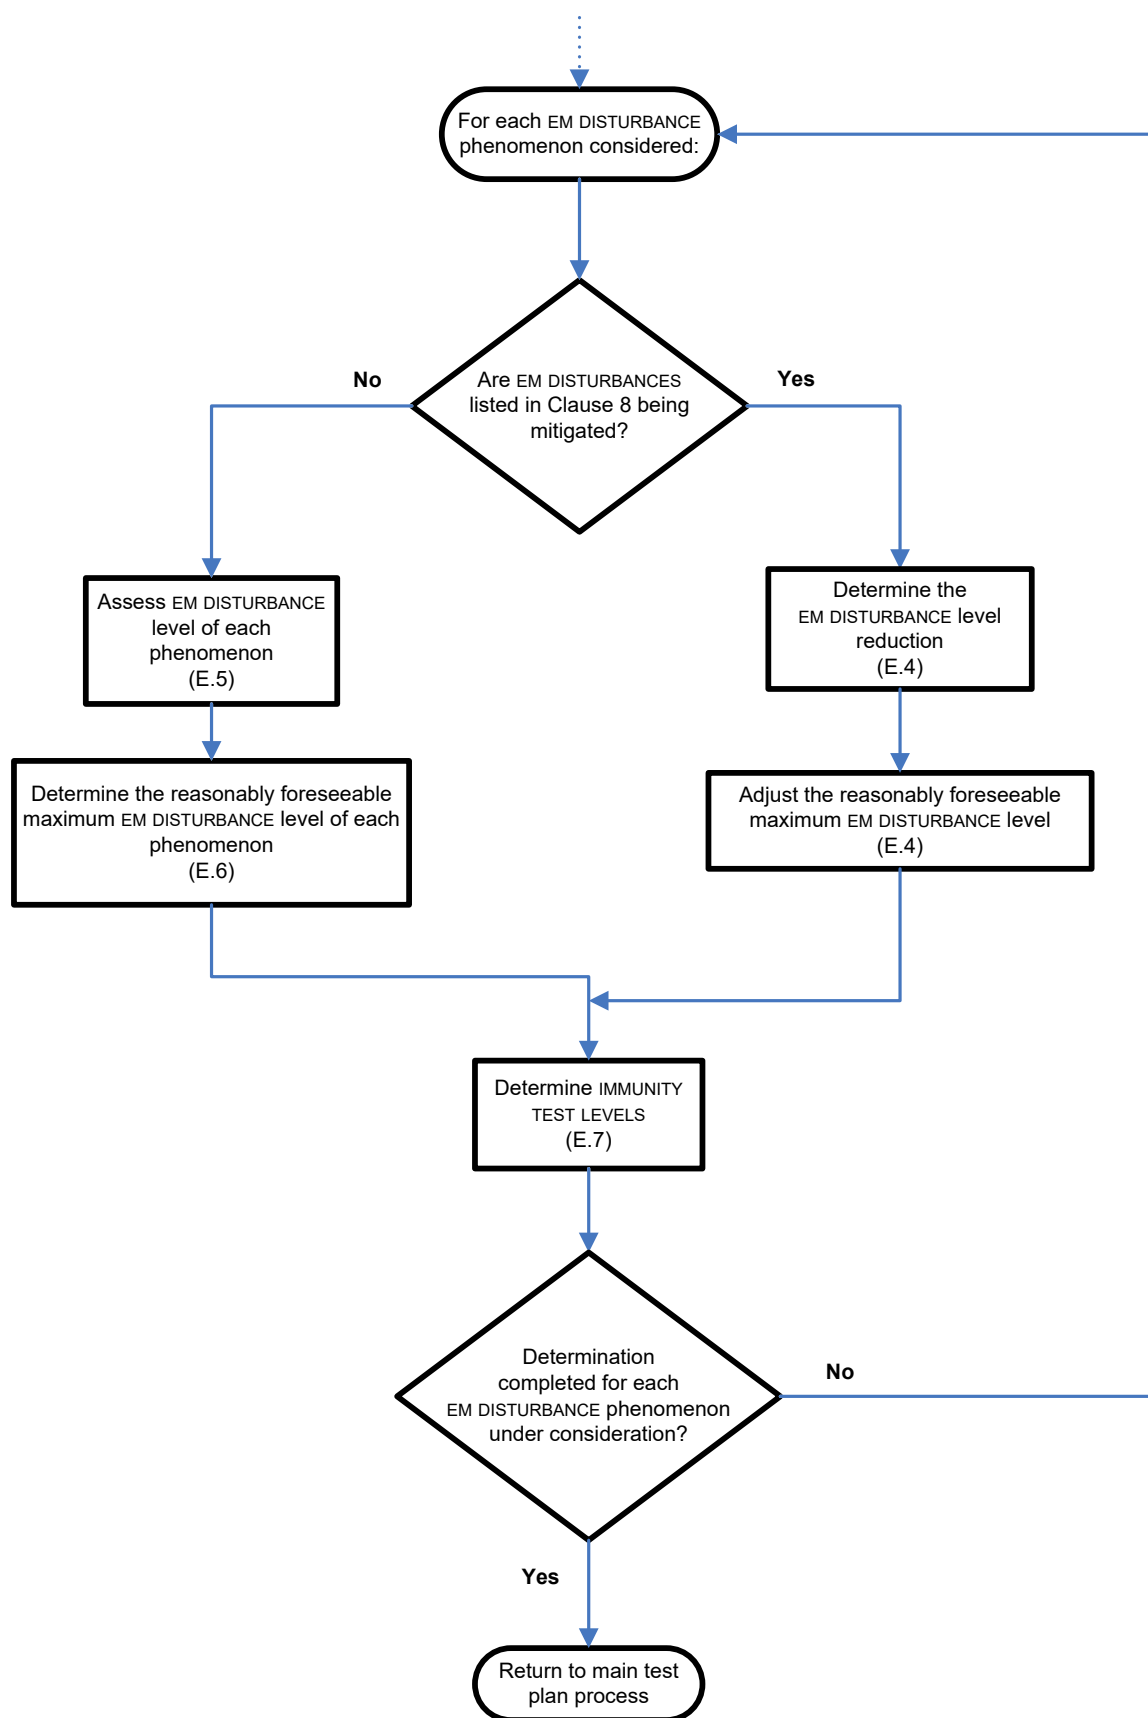 For each EM DISTURBANCE
phenomenon considered:
No
Yes
Are EM DISTURBANCES
listed in Clause 8 being
mitigated?
Assess EM DISTURBANCE
level of each
phenomenon
(E.5)
Determine the
EM DISTURBANCE level
reduction
(E.4)
Determine the reasonably foreseeable
maximum EM DISTURBANCE level of each
phenomenon
(E.6)
Adjust the reasonably foreseeable
maximum EM DISTURBANCE level
(E.4)
Determine IMMUNITY
TEST LEVELS
(E.7)
Determination
completed for each
EM DISTURBANCE phenomenon
under consideration?
No
Yes
Return to main test
plan process